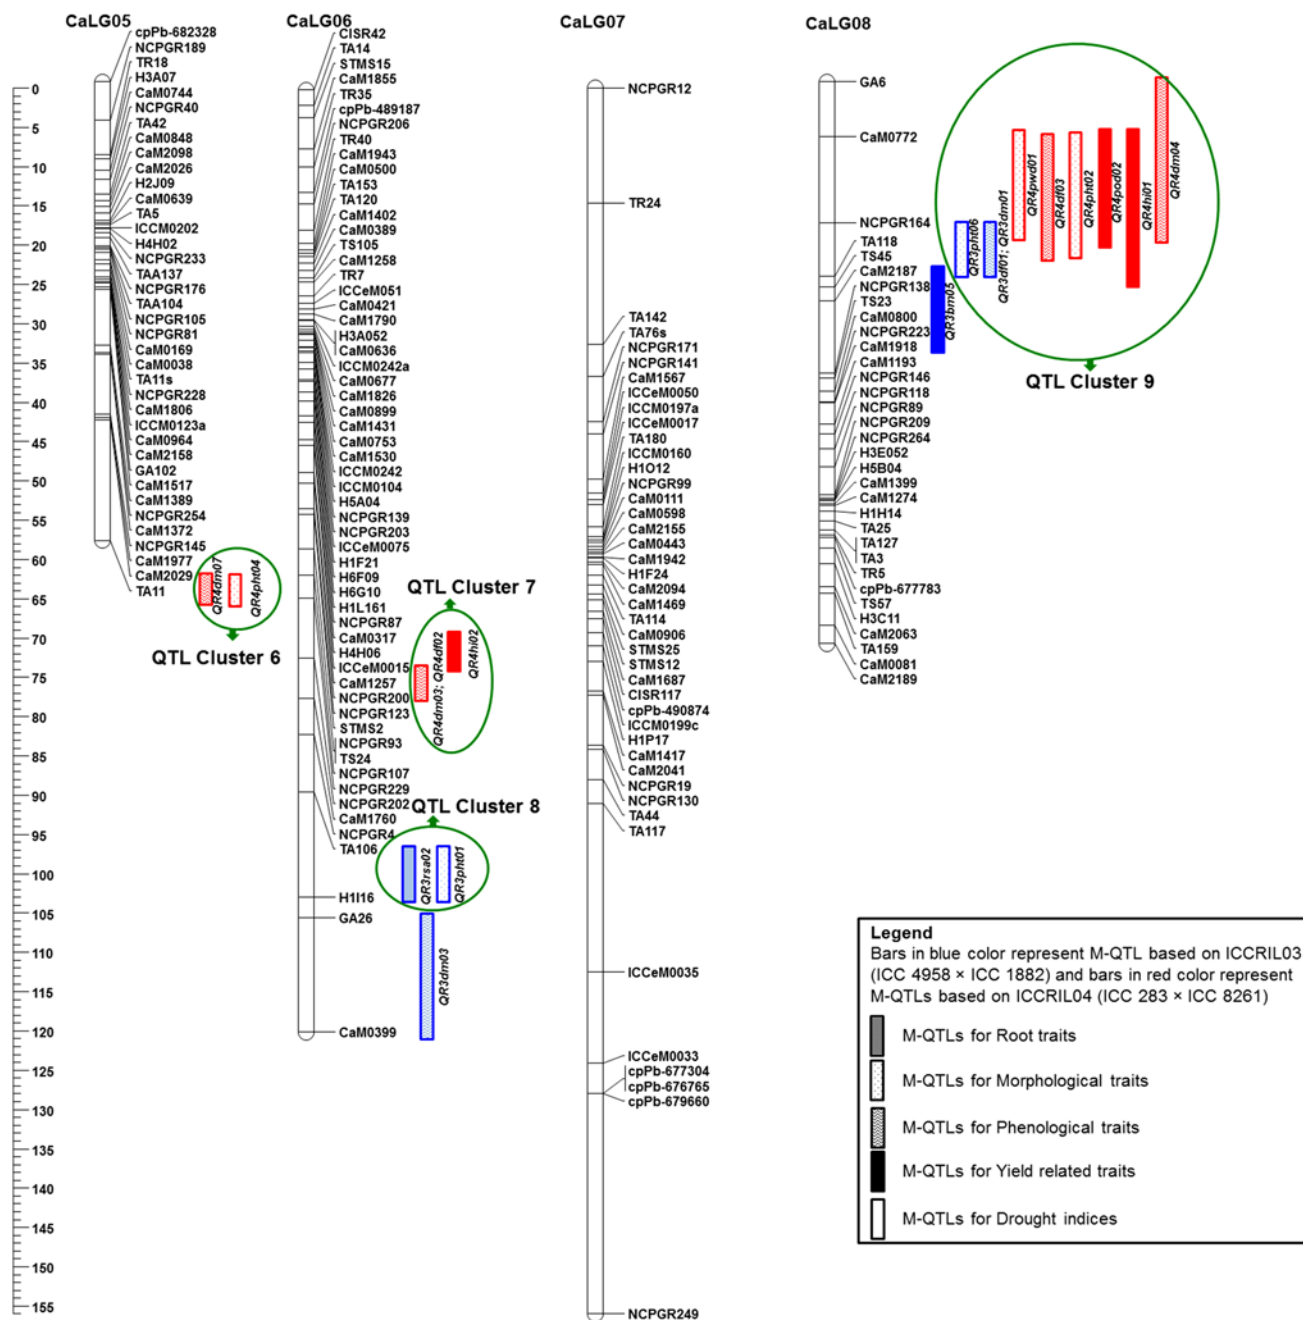 CaLG05
cpPb-682328
NCPGR189
TR18
H3A07
CaM0744
NCPGR40
TA42
CaM0848
CaM2098
CaM2026
H2J09
CaM0639
TA5
ICCM0202
H4H02
NCPGR233
TAA137
NCPGR176
TAA104
NCPGR105
NCPGR81
CaM0169
CaM0038
TA11s
NCPGR228
CaM1806
ICCM0123a
CaM0964
CaM2158
GA102
CaM1517
CaM1389
NCPGR254
CaM1372
NCPGR145
CaM1977
CaM2029
TA11
0
5
10
15
20
25
30
35
40
45
50
55
60
65
70
75
80
85
90
95
100
105
110
115
120
125
130
135
140
145
150
155
QR4dm07
QR4pht04
QTL Cluster 6
CaLG06
CISR42
TA14
STMS15
CaM1855
TR35
cpPb-489187
NCPGR206
TR40
CaM1943
CaM0500
TA153
TA120
CaM1402
CaM0389
TS105
CaM1258
TR7
ICCeM051
CaM0421
CaM1790
H3A052
CaM0636
ICCM0242a
CaM0677
CaM1826
CaM0899
CaM1431
CaM0753
CaM1530
ICCM0242
ICCM0104
H5A04
NCPGR139
NCPGR203
ICCeM0075
H1F21
H6F09
H6G10
H1L161
NCPGR87
CaM0317
H4H06
ICCeM0015
CaM1257
NCPGR200
NCPGR123
STMS2
NCPGR93
TS24
NCPGR107
NCPGR229
NCPGR202
CaM1760
NCPGR4
TA106
H1I16
GA26
CaM0399
QTL Cluster 7
QR4dm03; QR4df02
QR4hi02
QTL Cluster 8
QR3rsa02
QR3pht01
QR3dm03
CaLG07
NCPGR12
TR24
TA142
TA76s
NCPGR171
NCPGR141
CaM1567
ICCeM0050
ICCM0197a
ICCeM0017
TA180
ICCM0160
H1O12
NCPGR99
CaM0111
CaM0598
CaM2155
CaM0443
CaM1942
H1F24
CaM2094
CaM1469
TA114
CaM0906
STMS25
STMS12
CaM1687
CISR117
cpPb-490874
ICCM0199c
H1P17
CaM1417
CaM2041
NCPGR19
NCPGR130
TA44
TA117
ICCeM0035
ICCeM0033
cpPb-677304
cpPb-676765
cpPb-679660
NCPGR249
CaLG08
GA6
CaM0772
NCPGR164
TA118
TS45
CaM2187
NCPGR138
TS23
CaM0800
NCPGR223
CaM1918
CaM1193
NCPGR146
NCPGR118
NCPGR89
NCPGR209
NCPGR264
H3E052
H5B04
CaM1399
CaM1274
H1H14
TA25
TA127
TA3
TR5
cpPb-677783
TS57
H3C11
CaM2063
TA159
CaM0081
CaM2189
QR3bm05
QR3pht06
QR3df01; QR3dm01
QR4pwd01
QR4df03
QR4pht02
QR4pod02
QR4hi01
QR4dm04
QTL Cluster 9
Legend
Bars in blue color represent M-QTL based on ICCRIL03
(ICC 4958 × ICC 1882) and bars in red color represent
M-QTLs based on ICCRIL04 (ICC 283 × ICC 8261)
M-QTLs for Root traits
M-QTLs for Morphological traits
M-QTLs for Phenological traits
M-QTLs for Yield related traits
M-QTLs for Drought indices